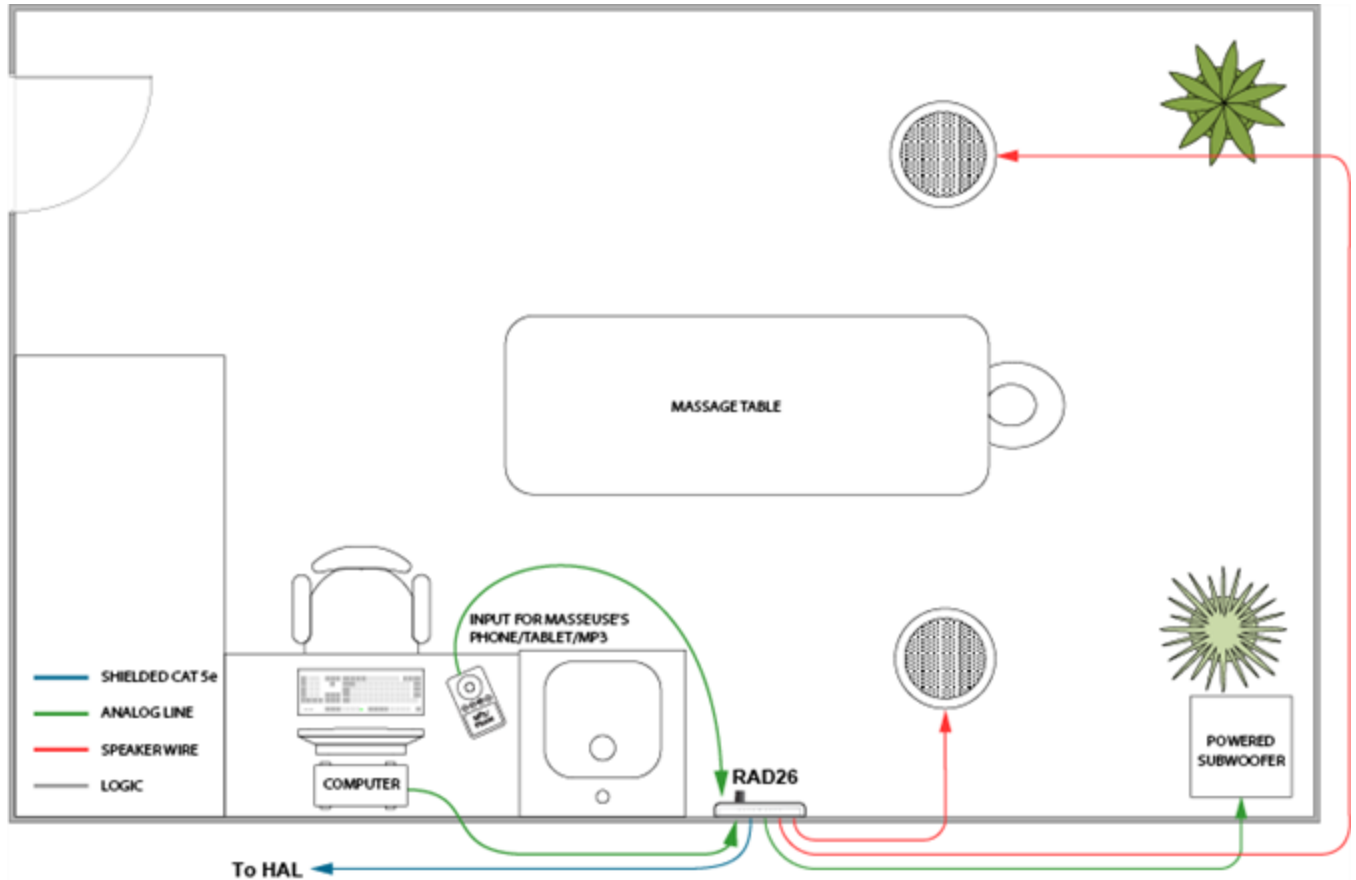 MASSAGE TABLE
INPUT FOR MASSEUSE'S
PHONE/TABLET/MP3
SHIELDED CAT 5e
ANALOG LINE
SPEAKER WIRE
LOGIC
COMPUTER
RAD26
POWERED
SUBWOOFER
To HAL